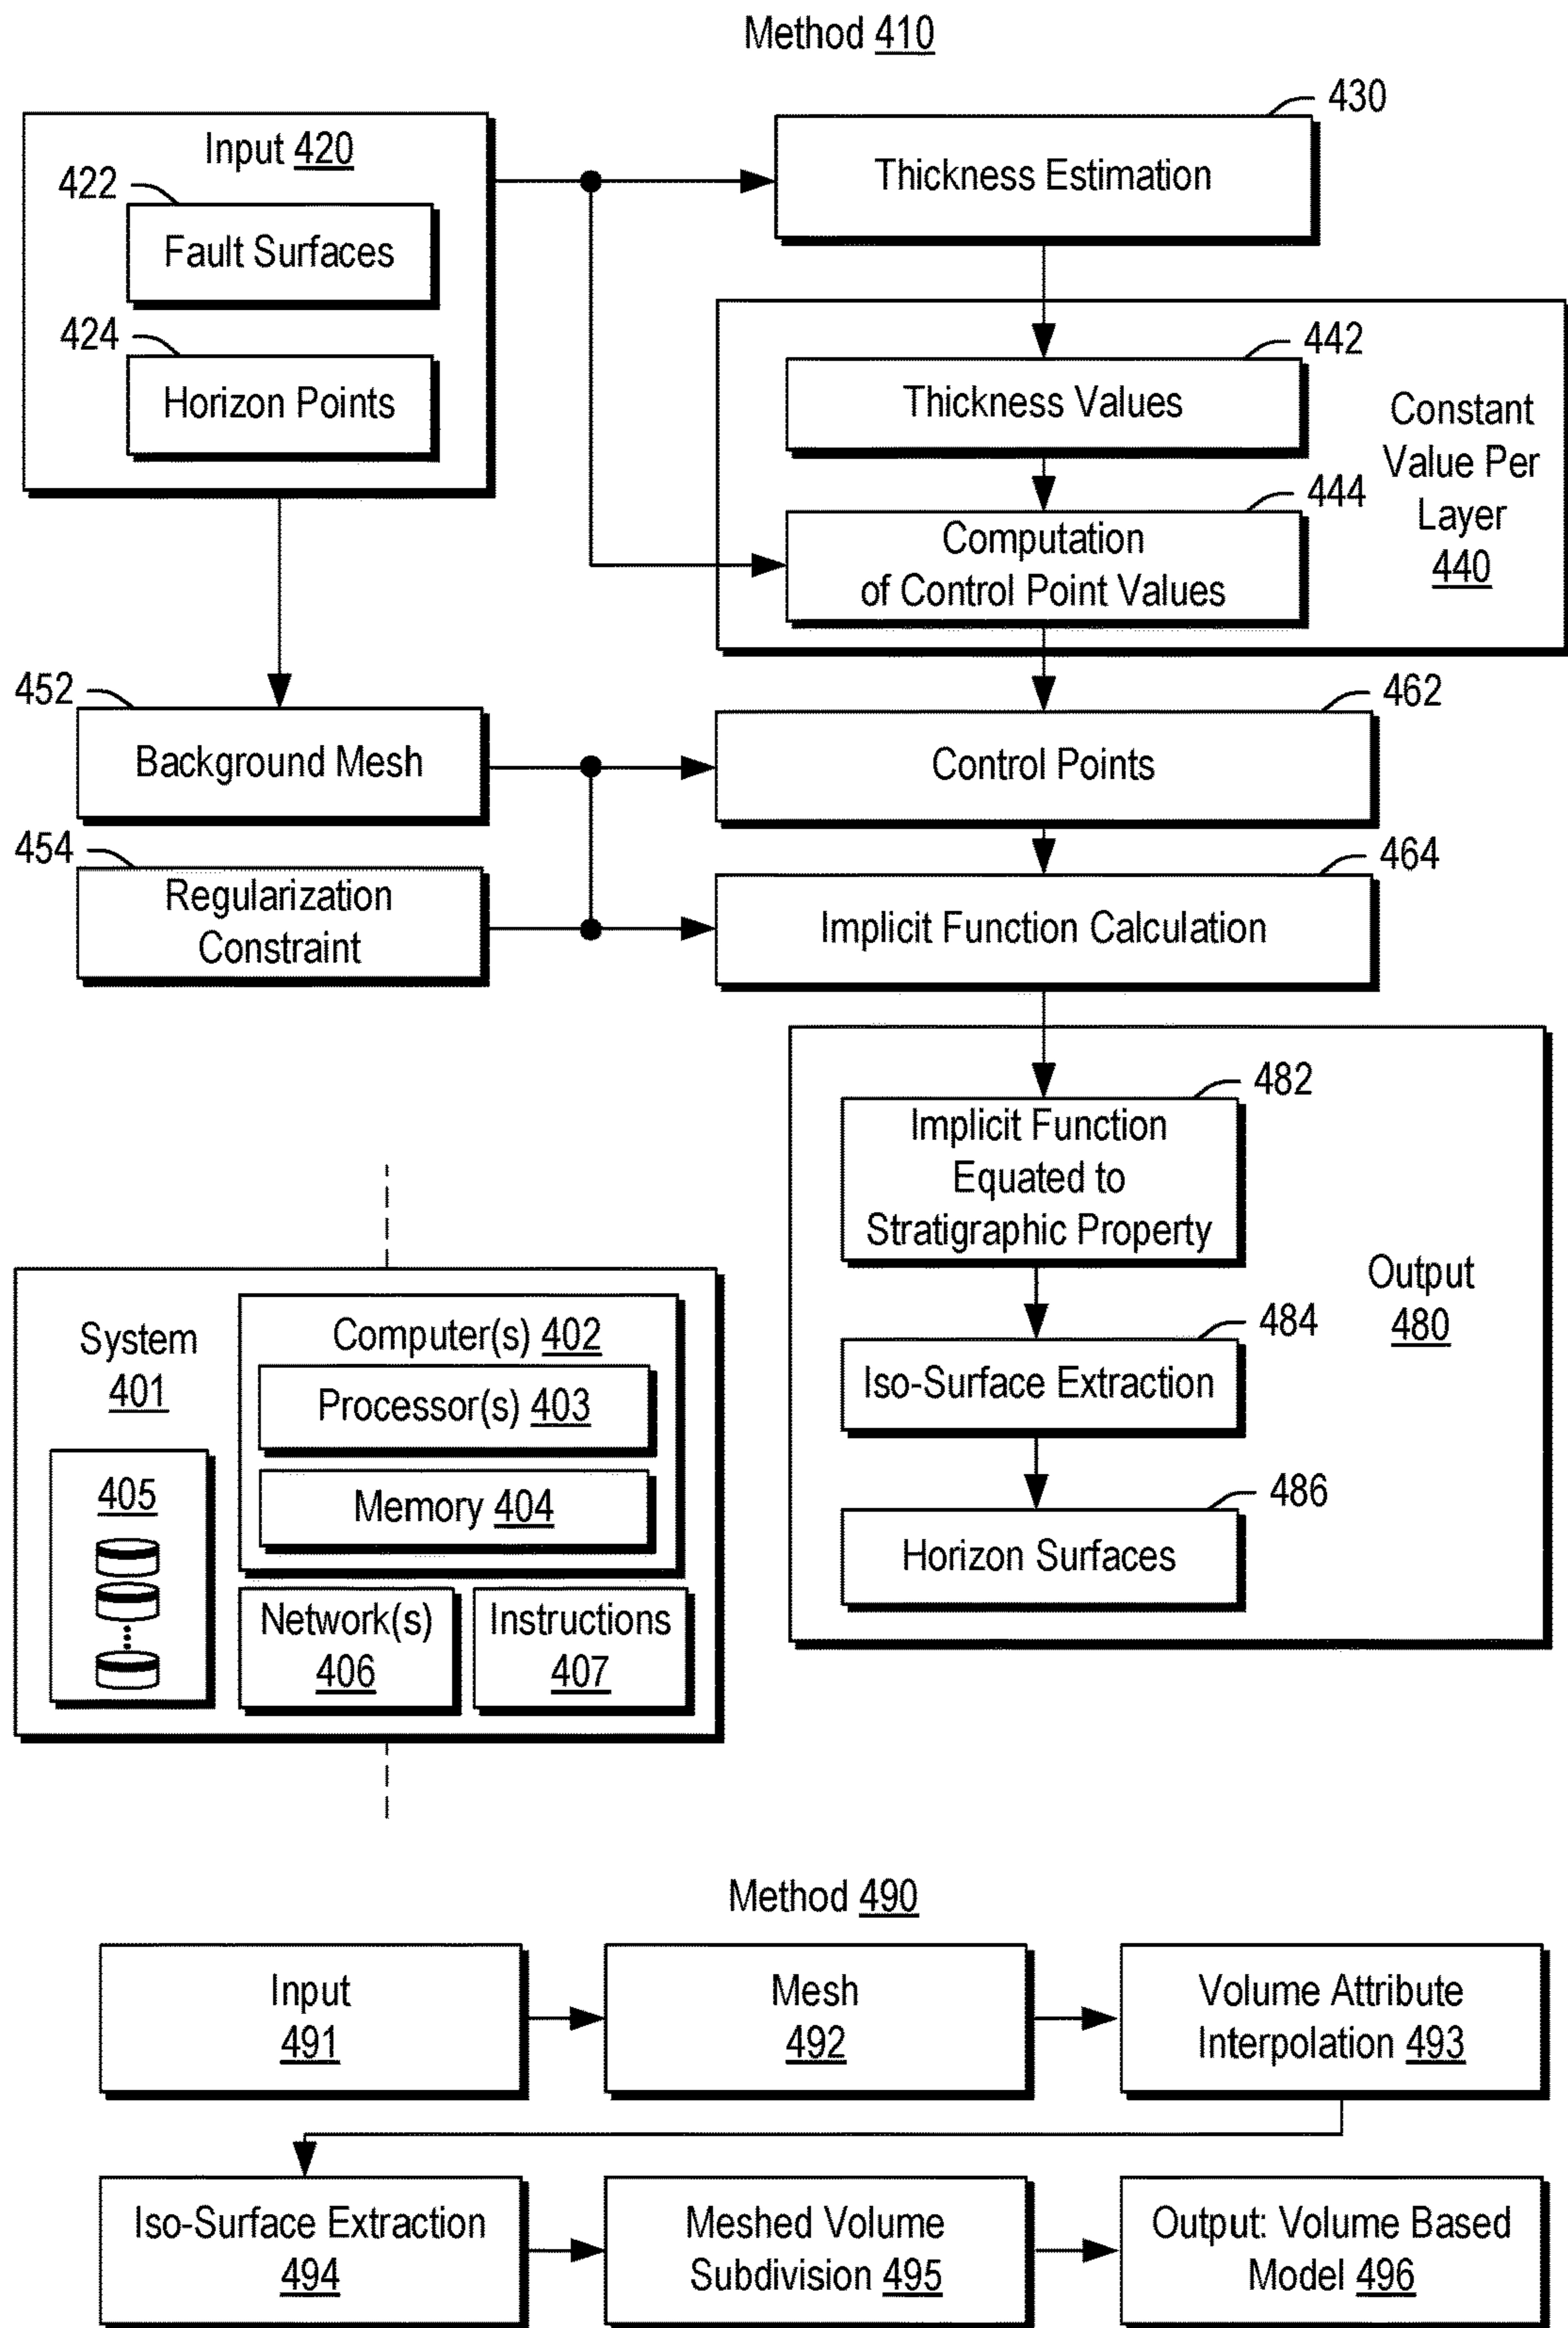 Method 410
430
Input 420
Thickness Estimation
422
Fault Surfaces
424
Horizon Points
442
Thickness Values
Constant
Value Per
Layer
440
444
Computation
of Control Point Values
452
Background Mesh
462
Control Points
454
Regularization
Constraint
464
Implicit Function Calculation
482
Implicit Function
Equated to
Stratigraphic Property
Output
480
484
Iso-Surface Extraction
486
Horizon Surfaces
System
401
Computer(s) 402
Processor(s) 403
Memory 404
405
Network(s)
406
Instructions
407
Method 490
Input
491
Mesh
492
Volume Attribute
Interpolation 493
Iso-Surface Extraction
494
Meshed Volume
Subdivision 495
Output: Volume Based
Model 496